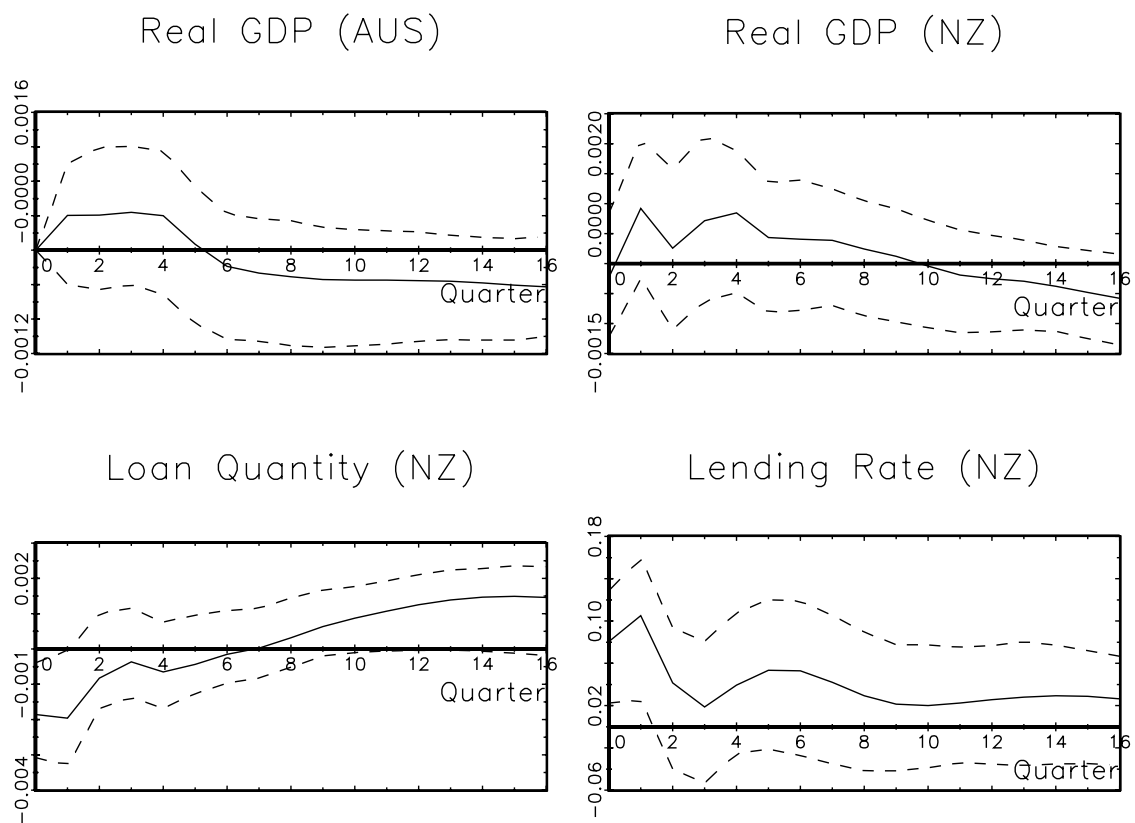 Real GDP (AUS)
0.0016
-0.0000
-0.0012
0 2 4 6 8 10 12 14 16
Quarter
Real GDP (NZ)
0.0020
0.0000
-0.0015
0 2 4 6 8 10 12 14 16
Quarter
Loan Quantity (NZ)
0.002
-0.001
-0.004
0 2 4 6 8 10 12 14 16
Quarter
Lending Rate (NZ)
0.18
0.10
0.02
-0.06
0 2 4 6 8 10 12 14 16
Quarter